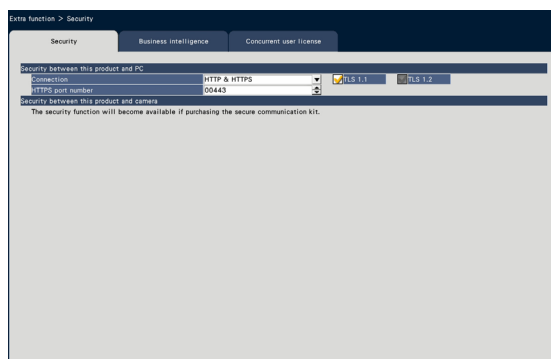 Extra function > Security
Security Business intelligence Concurrent user license
Security between this product and PC
Connection HTTP & HTTPS TLS 1.1 TLS 1.2
HTTPS port number 00443
Security between this product and camera
The security function will become available if purchasing the secure communication kit.